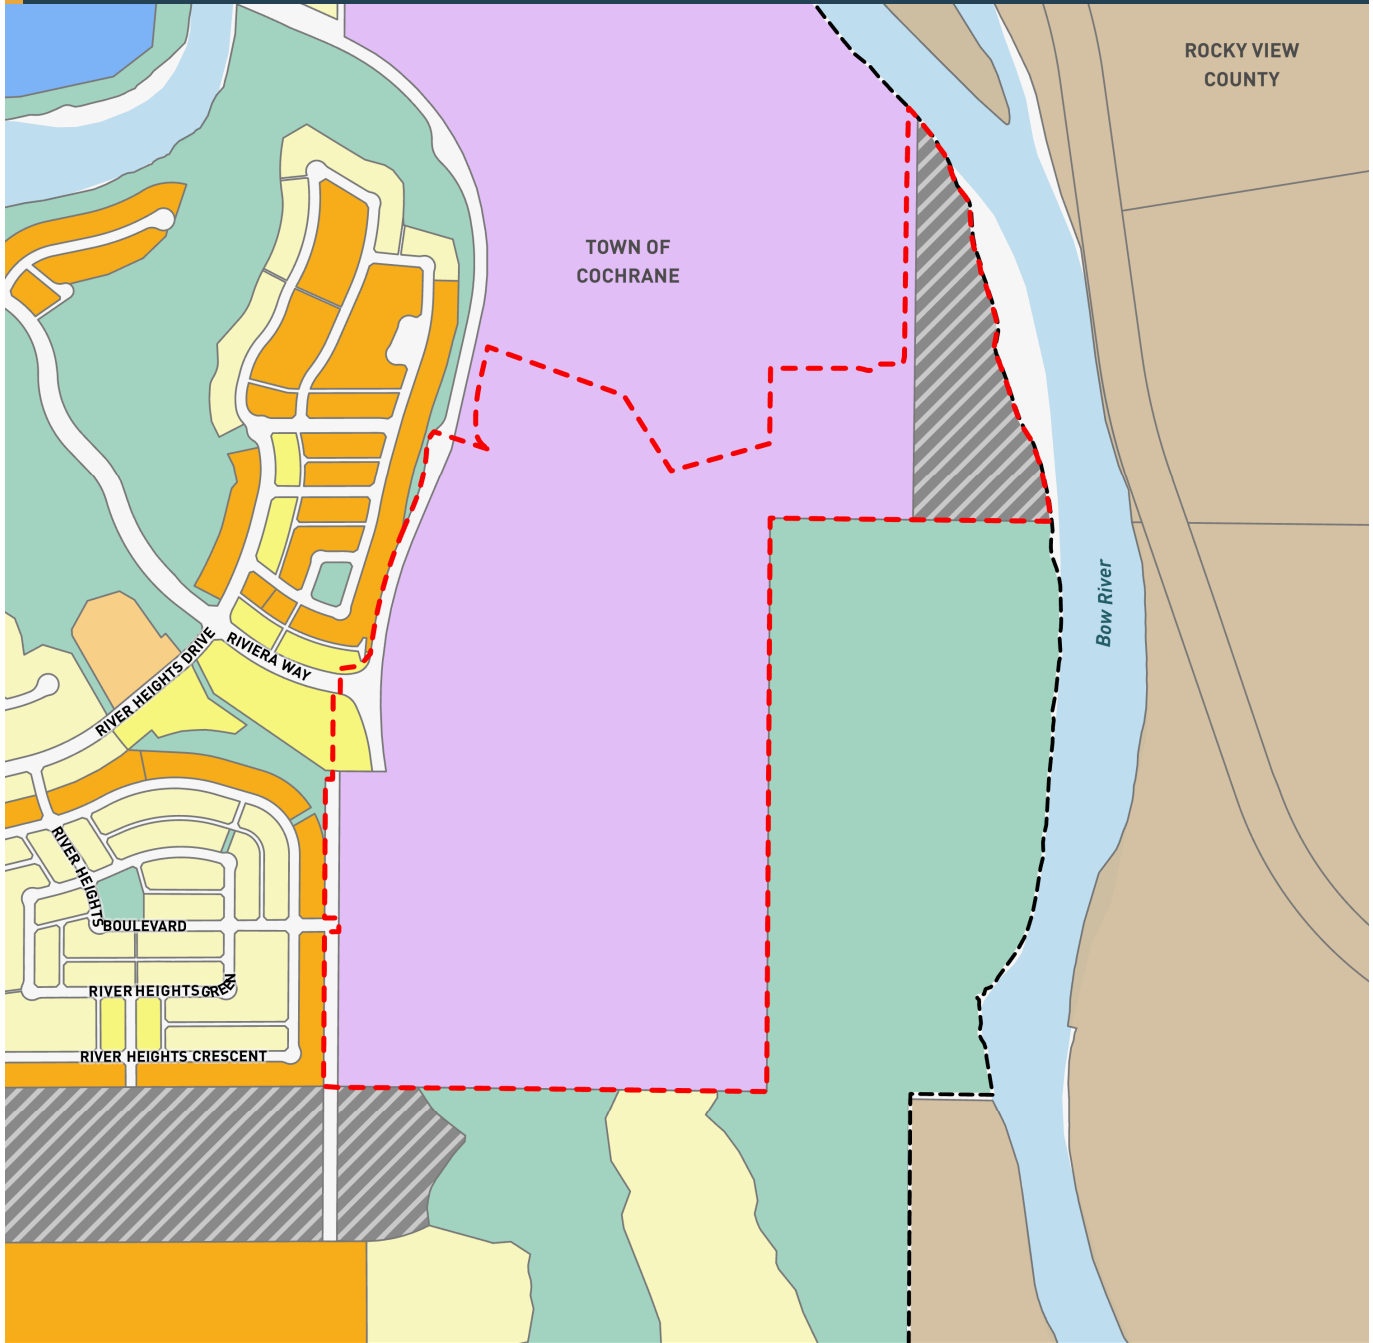 ROCKY VIEW
COUNTY
TOWN OF
COCHRANE
Bow River
RIVER HEIGHTS DRIVE
RIVIERA WAY
RIVER HEIGHTS
BOULEVARD
RIVER HEIGHTS GREEN
RIVER HEIGHTS CRESCENT